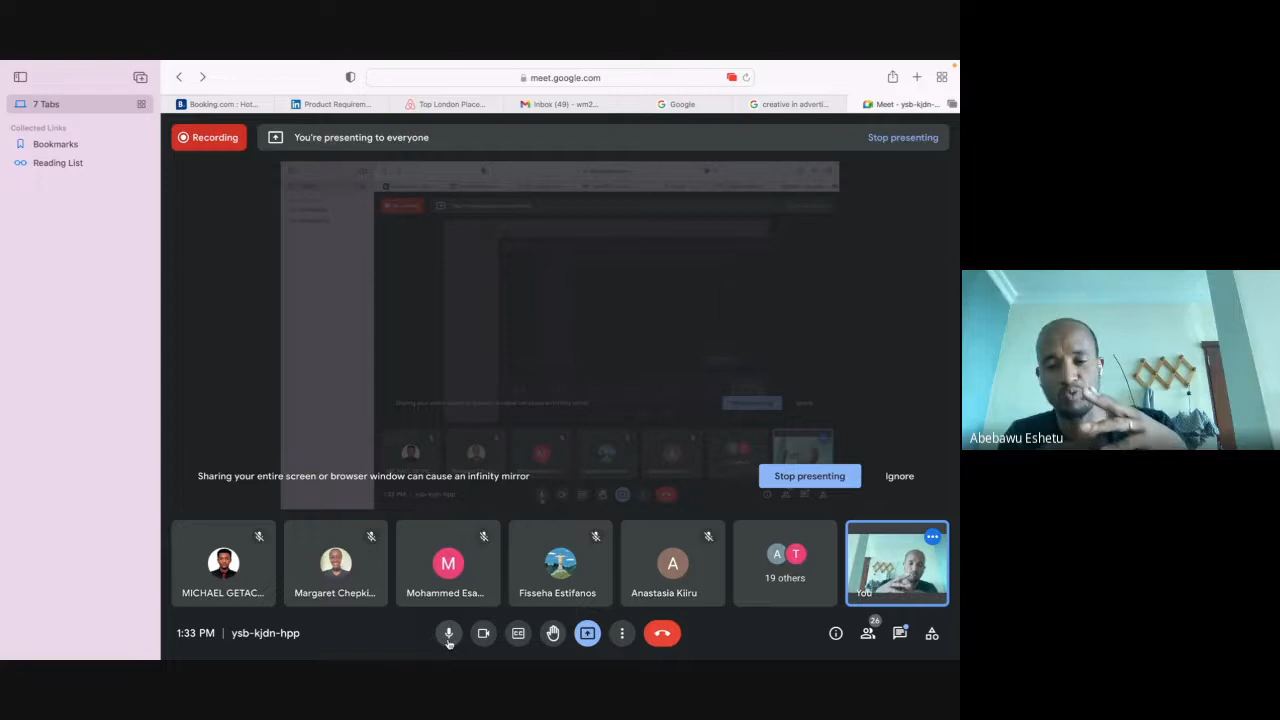 meet.google.com
7 Tabs
Booking.com : Hot...
Product Requirem...
Top London Place...
Inbox (49) - wm2...
Google
creative in adverti...
Meet - ysb-kjdn-...
Collected Links
Bookmarks
Reading List
Recording
You're presenting to everyone
Stop presenting
Sharing your entire screen or browser window can cause an infinity mirror
Stop presenting
Ignore
Abebawu Eshetu
M
A
A
T
19 others
MICHAEL GETAC...
Margaret Chepki...
Mohammed Esa...
Fisseha Estifanos
Anastasia Kiiru
You
1:33 PM | ysb-kjdn-hpp
CC
26